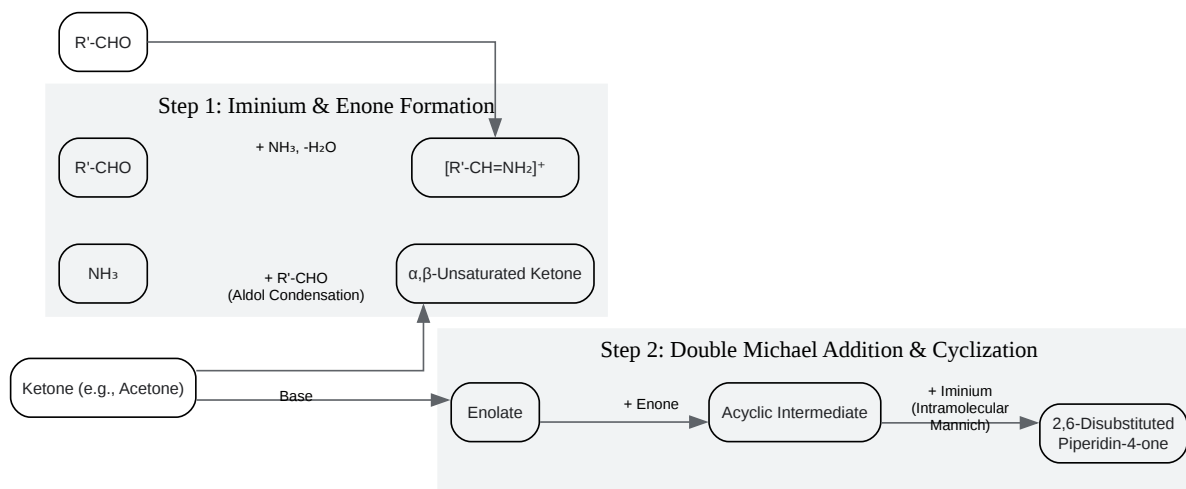 R'-CHO
Step 1: Iminium & Enone Formation
R'-CHO
+ NH₃, -H₂O
[R'-CH=NH₂]⁺
NH₃
+ R'-CHO
(Aldol Condensation)
α,β-Unsaturated Ketone
Step 2: Double Michael Addition & Cyclization
Ketone (e.g., Acetone)
Base
Enolate
+ Enone
Acyclic Intermediate
+ Iminium
(Intramolecular
Mannich)
2,6-Disubstituted
Piperidin-4-one